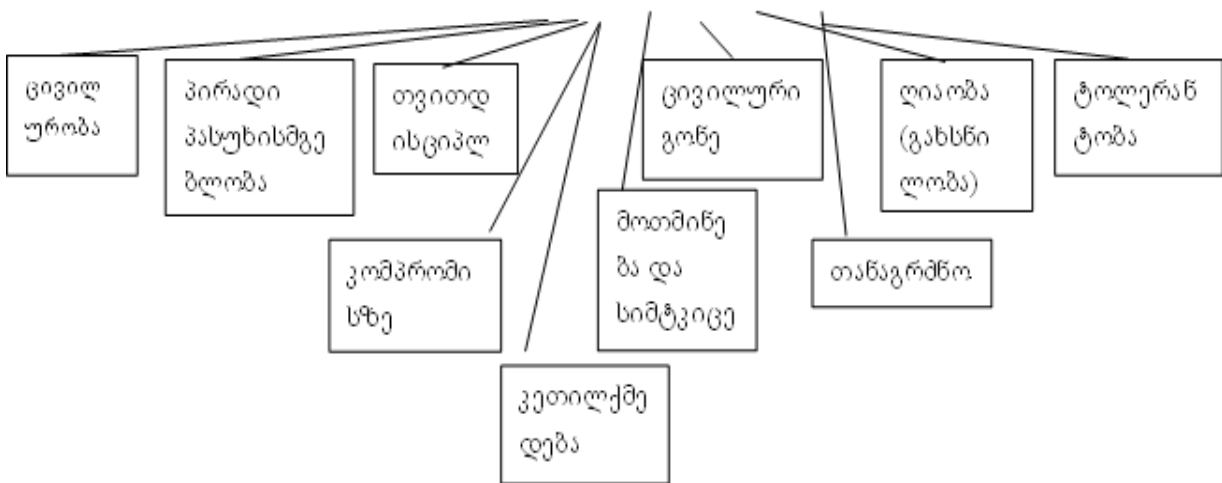 ცივილ
ურობა
პირადი
პასუხისმგე
ბლობა
თვითდ
ისციპლ
ცივილური
გონე
ღიაობა
(გახსნი
ლობა)
ტოლერან
ტობა
კომპრომი
სზე
მოთმინე
ბა და
სიმტკიცე
თანაგრძნო
კეთილქმე
დება